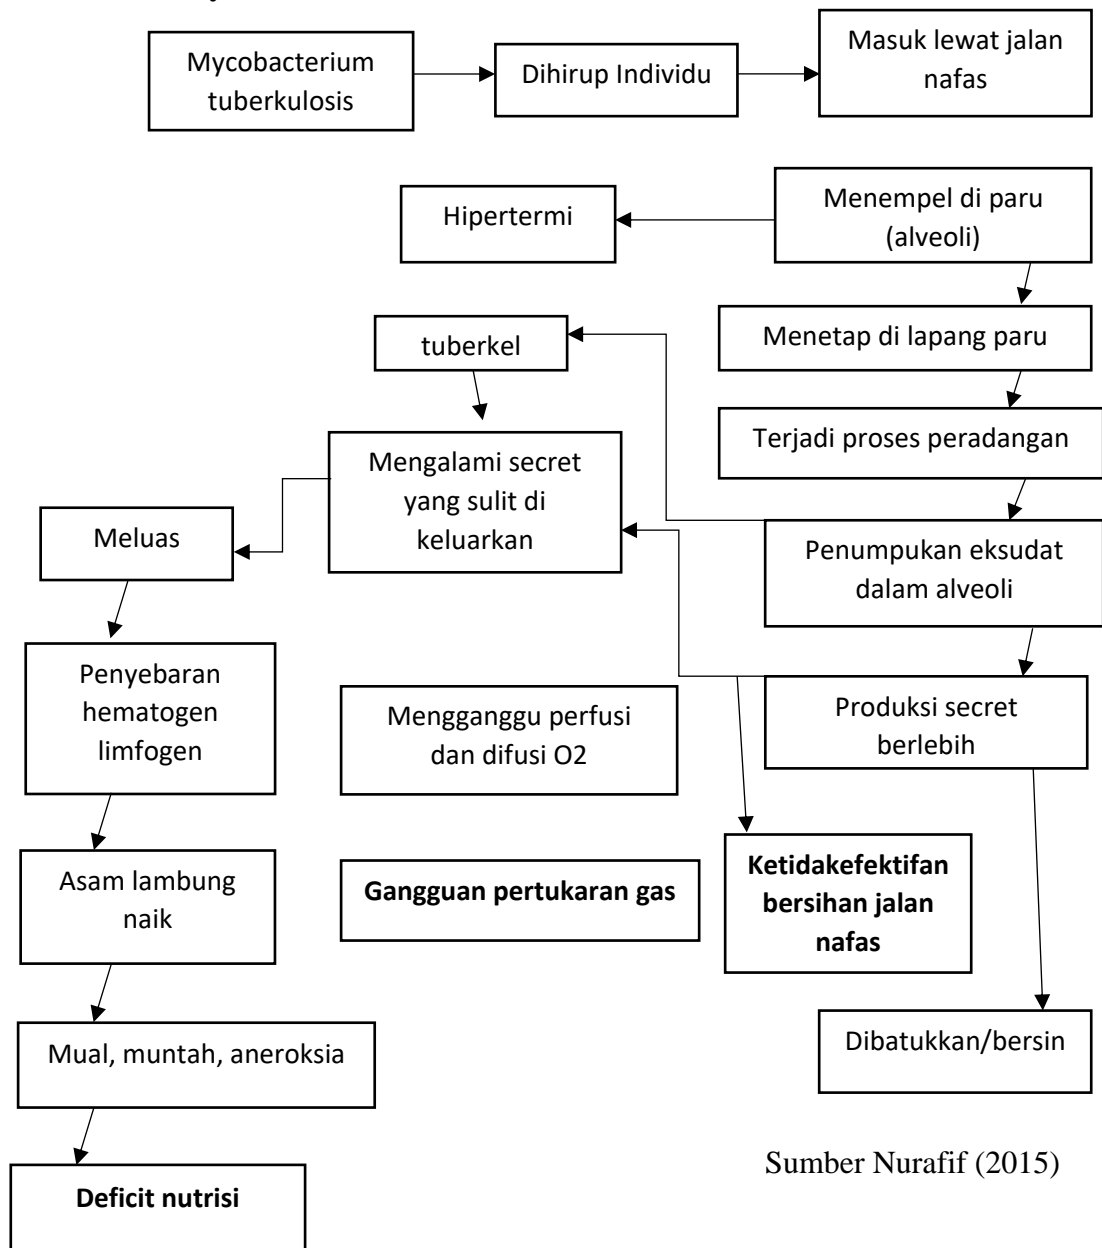 Mycobacterium
tuberkulosis
Dihirup Individu
Masuk lewat jalan
nafas
Hipertermi
Menempel di paru
(alveoli)
tuberkel
Menetap di lapang paru
Terjadi proses peradangan
Mengalami secret
yang sulit di
keluarkan
Meluas
Penumpukan eksudat
dalam alveoli
Penyebaran
hematogen
limfogen
Mengganggu perfusi
dan difusi O2
Produksi secret
berlebih
Asam lambung
naik
Gangguan pertukaran gas
Ketidakefektifan
bersihan jalan
nafas
Mual, muntah, aneroksia
Dibatukkan/bersin
Deficit nutrisi
Sumber Nurafif (2015)